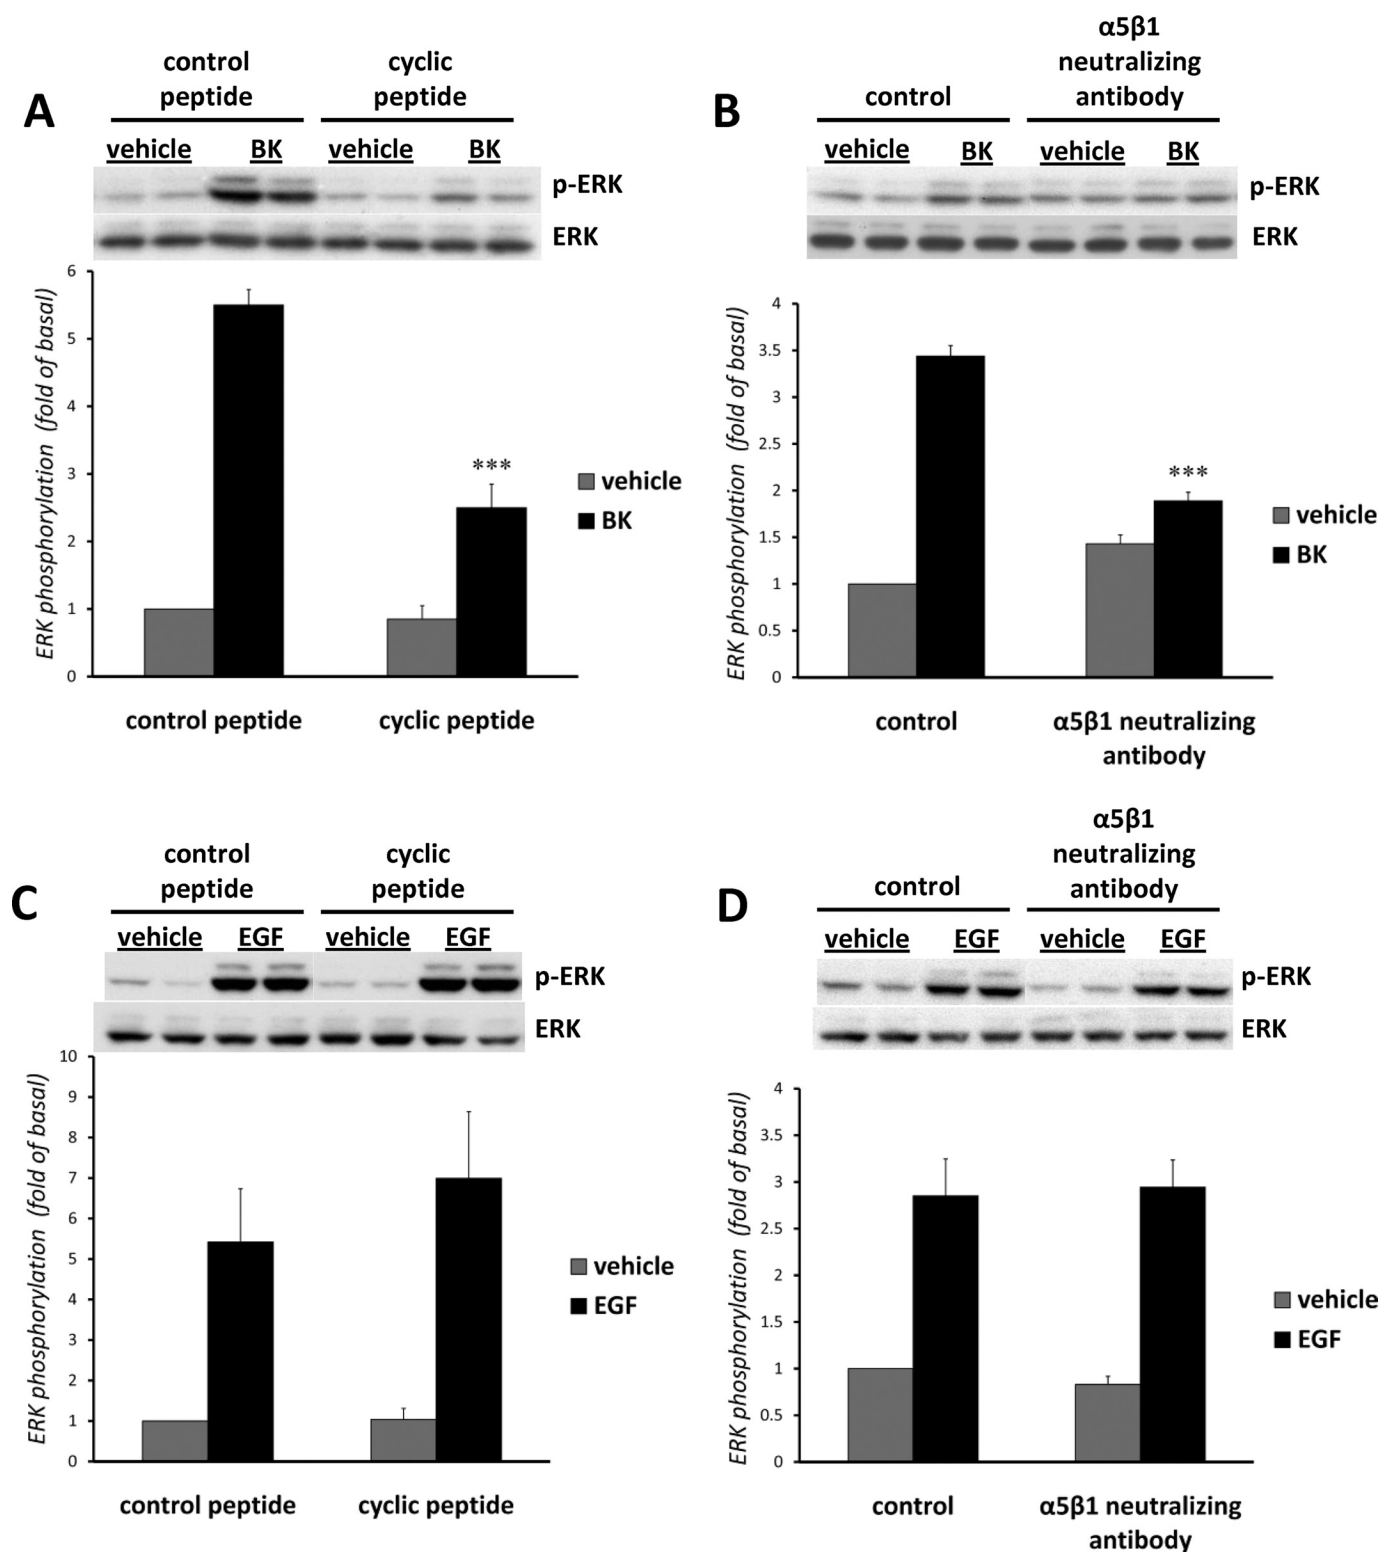 A
control
peptide
cyclic
peptide
vehicle BK vehicle BK
p-ERK
ERK
ERK phosphorylation (fold of basal)
6
5
4
3
2
1
0
***
vehicle
BK
control peptide cyclic peptide
B
control
α5β1
neutralizing
antibody
vehicle BK vehicle BK
p-ERK
ERK
ERK phosphorylation (fold of basal)
4
3.5
3
2.5
2
1.5
1
0.5
0
***
vehicle
BK
control
α5β1 neutralizing
antibody
C
control
peptide
cyclic
peptide
vehicle EGF vehicle EGF
p-ERK
ERK
ERK phosphorylation (fold of basal)
10
9
8
7
6
5
4
3
2
1
0
vehicle
EGF
control peptide cyclic peptide
D
control
α5β1
neutralizing
antibody
vehicle EGF vehicle EGF
p-ERK
ERK
ERK phosphorylation (fold of basal)
4
3.5
3
2.5
2
1.5
1
0.5
0
vehicle
EGF
control
α5β1 neutralizing
antibody